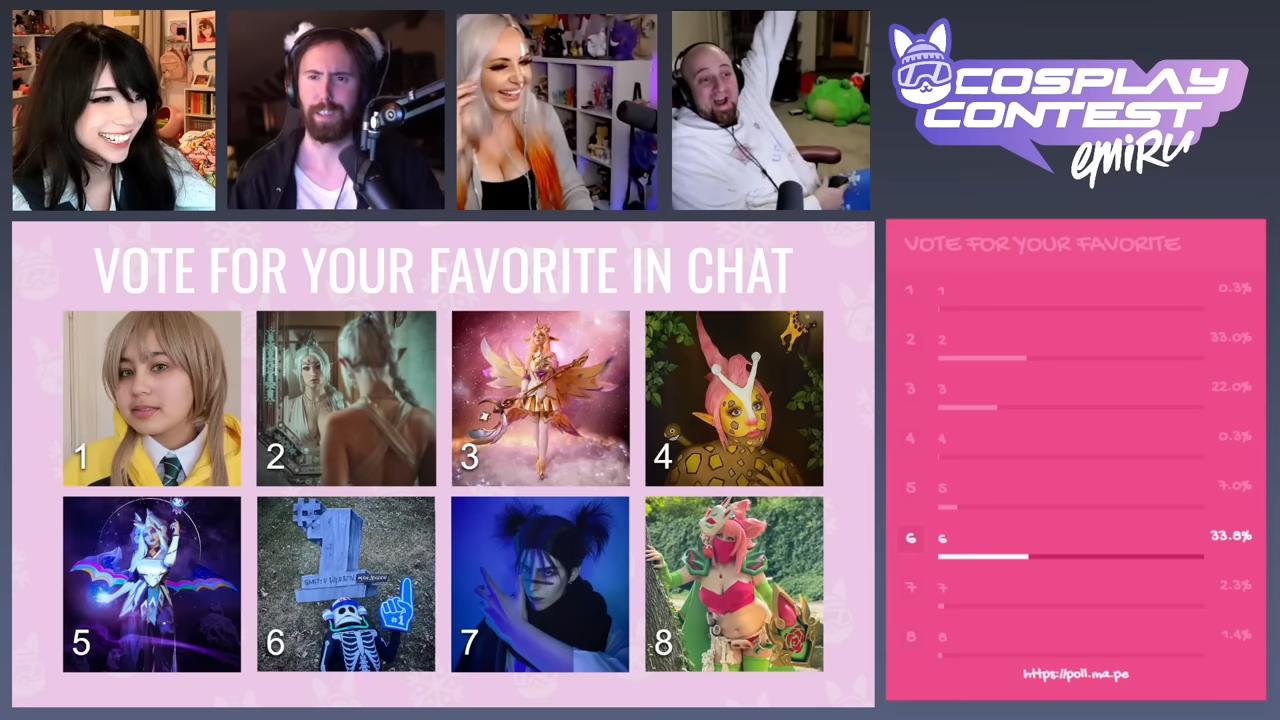 COSPLAY
CONTEST
emiru
VOTE FOR YOUR FAVORITE IN CHAT
1
2
3
4
5
6
#1
7
8
VOTE FOR YOUR FAVORITE
1 1 0.3%
2 2 33.0%
3 3 22.0%
4 4 0.3%
5 5 7.0%
6 6 33.8%
7 7 2.3%
8 8 1.4%
https://poll.ma.pe